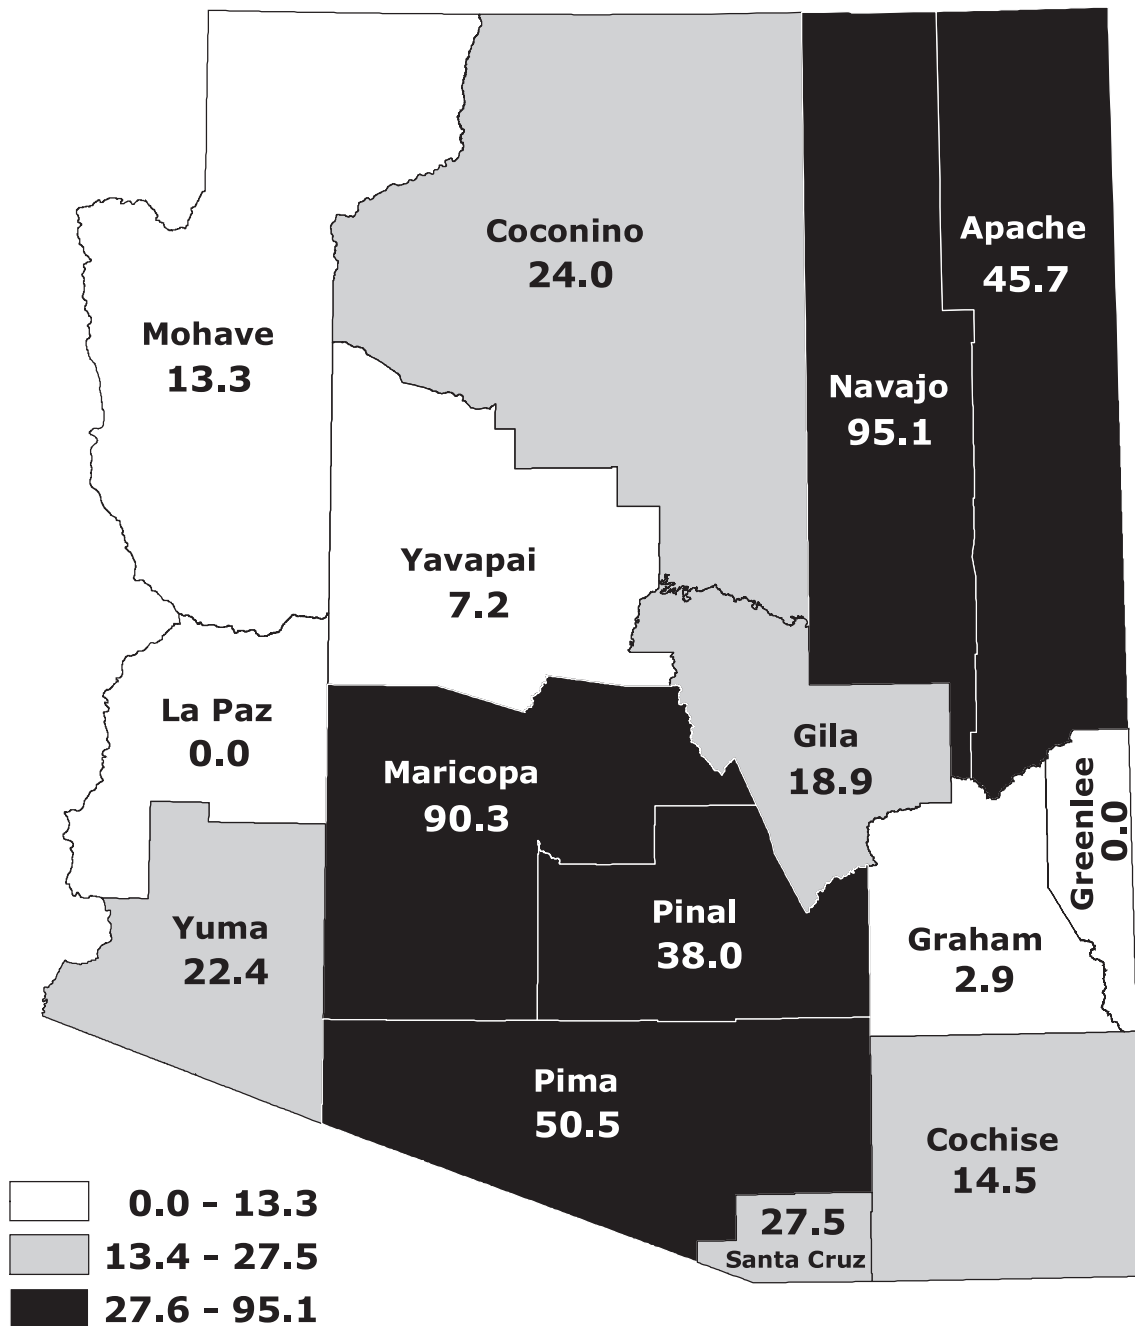 Coconino
24.0
Apache
45.7
Mohave
13.3
Navajo
95.1
Yavapai
7.2
La Paz
0.0
Maricopa
90.3
Gila
18.9
Greenlee
0.0
Yuma
22.4
Pinal
38.0
Graham
2.9
Pima
50.5
Cochise
14.5
27.5
Santa Cruz
0.0 - 13.3
13.4 - 27.5
27.6 - 95.1